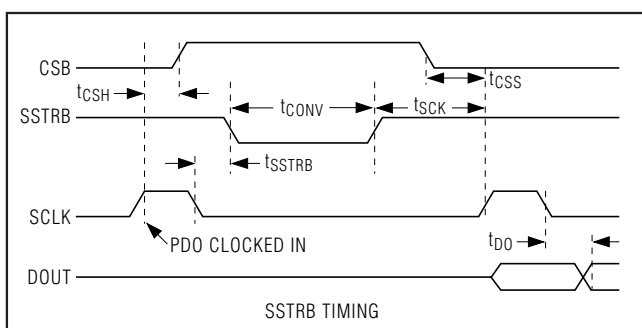 CSB
tCSH
tCSS
SSTRB
tCONV
tSCK
tSSTRB
SCLK
PDO CLOCKED IN
tDO
DOUT
SSTRB TIMING